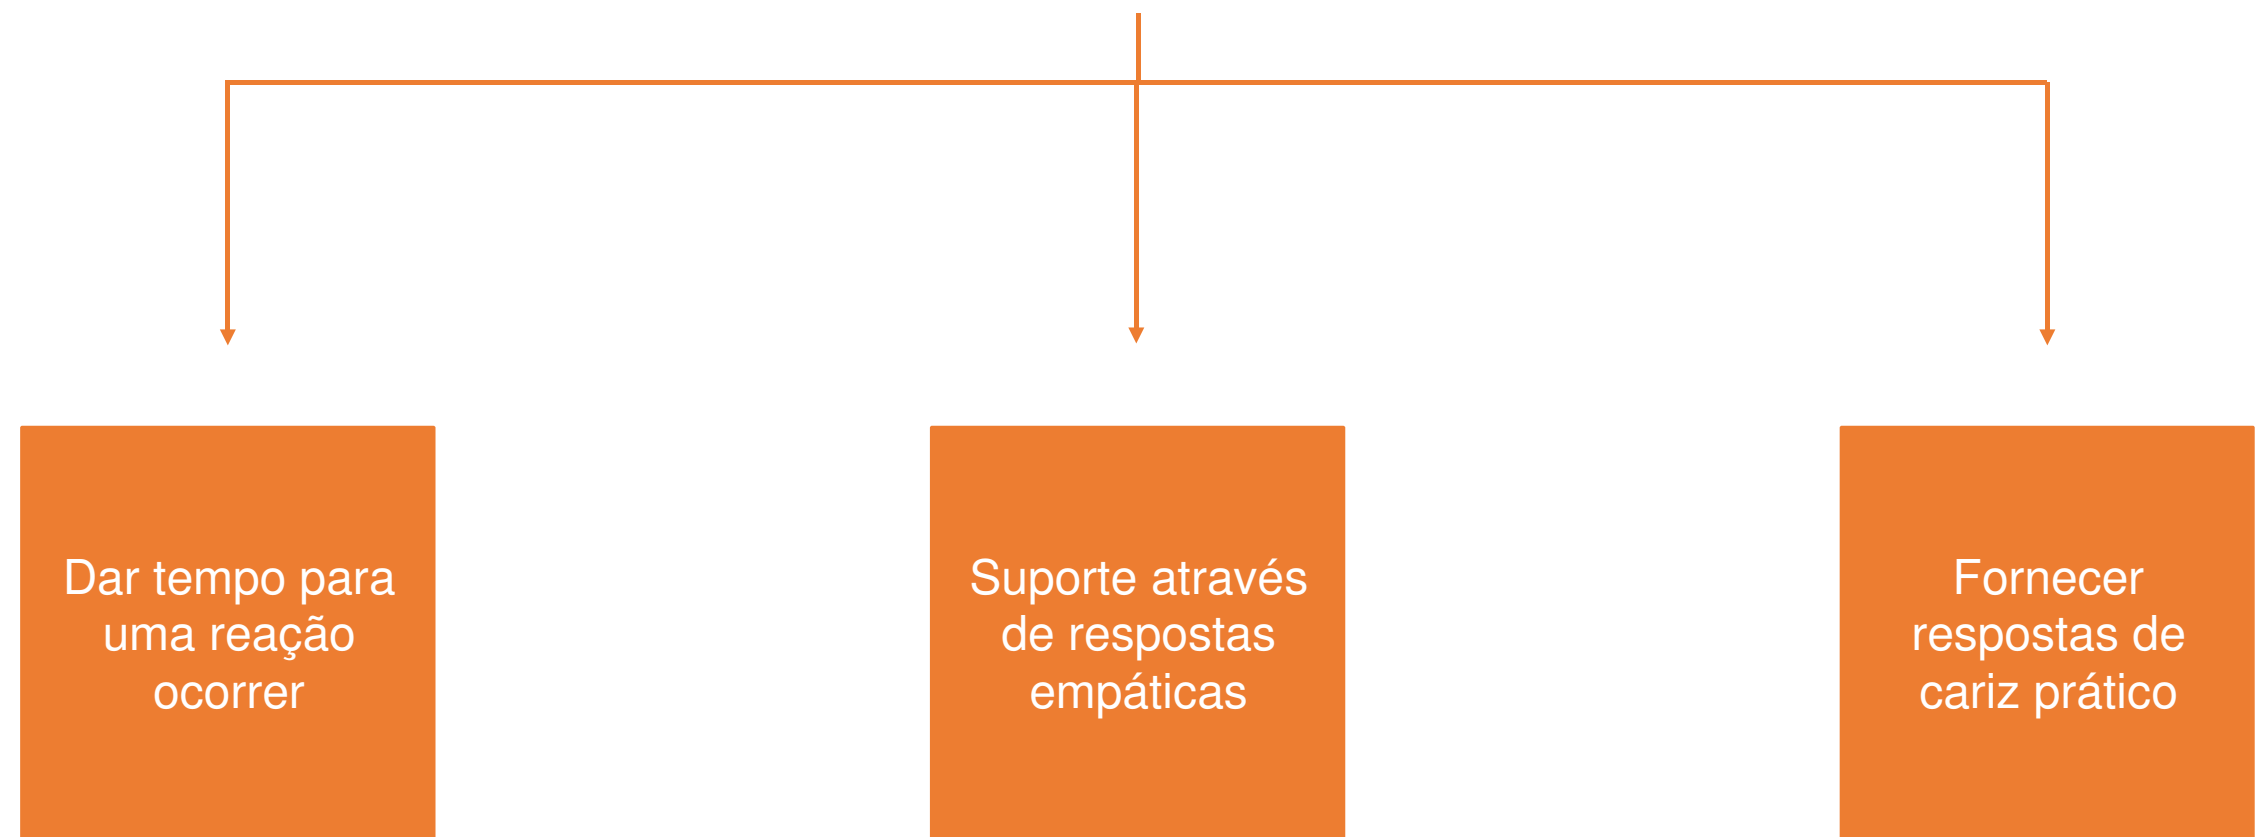 Dar tempo para
uma reação
ocorrer
Suporte através
de respostas
empáticas
Fornecer
respostas de
cariz prático